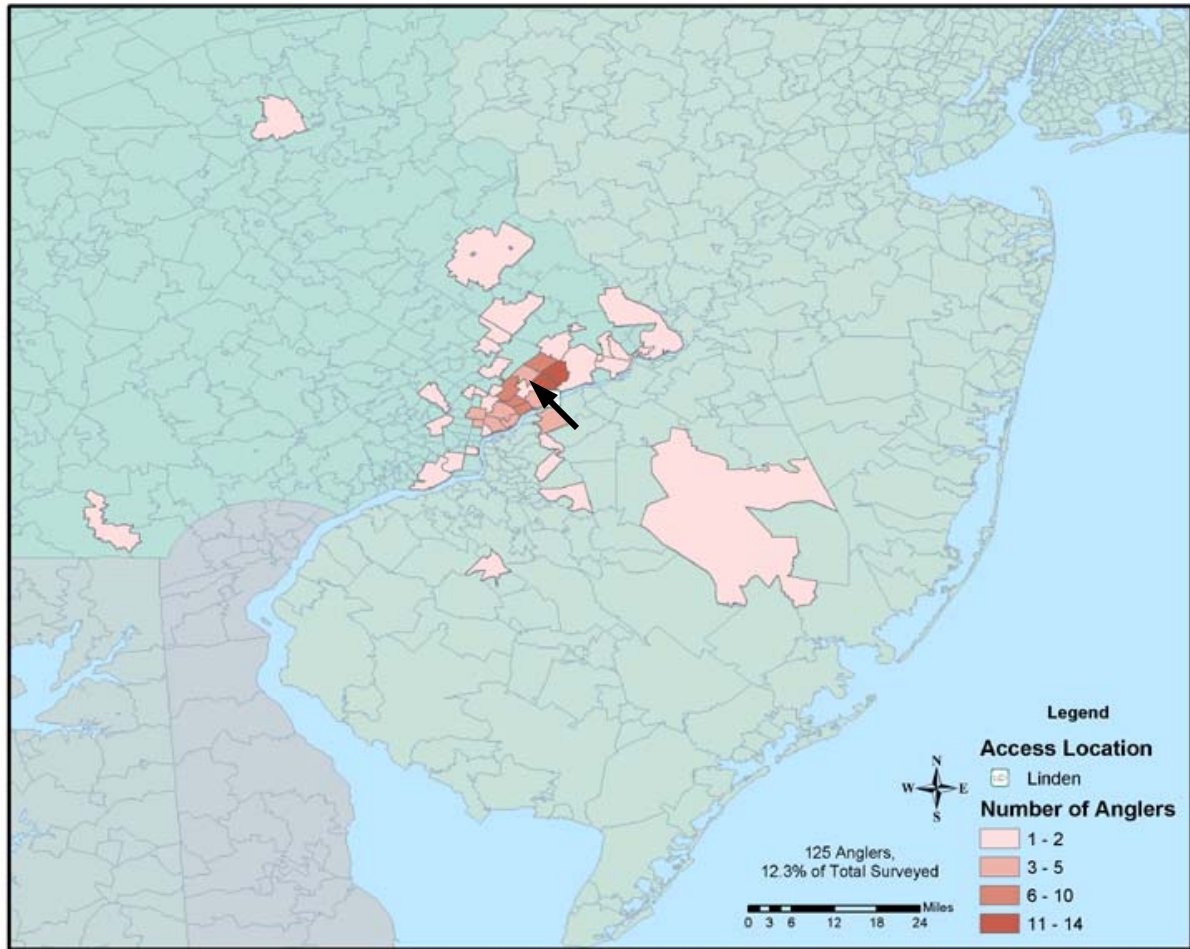 Legend
Access Location
Linden
Number of Anglers
1 - 2
3 - 5
6 - 10
11 - 14
N
W E
S
125 Anglers,
12.3% of Total Surveyed
Miles
0 3 6 12 18 24